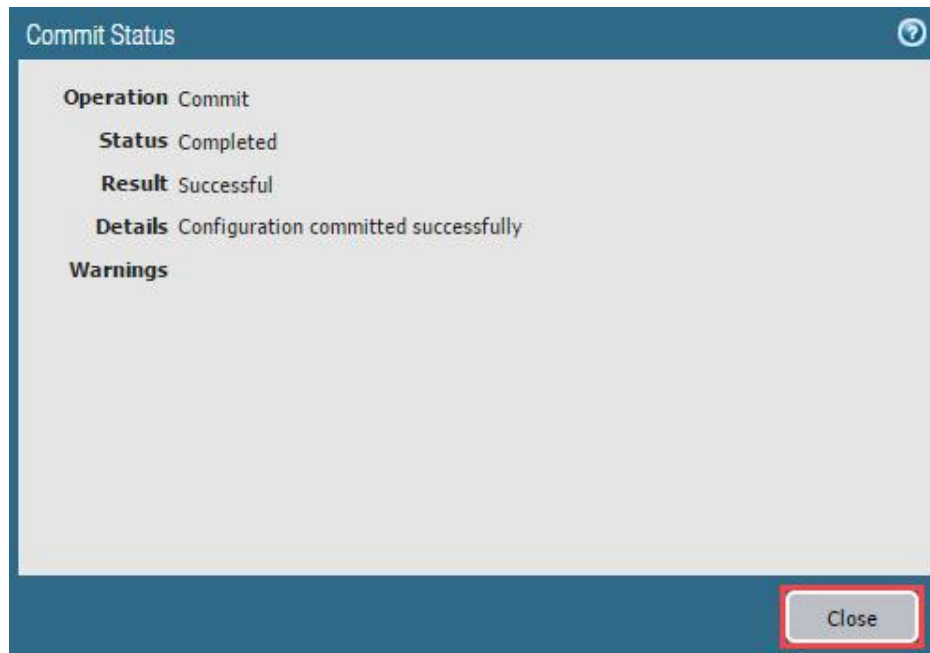 Commit Status
Operation Commit
Status Completed
Result Successful
Details Configuration committed successfully
Warnings
Close